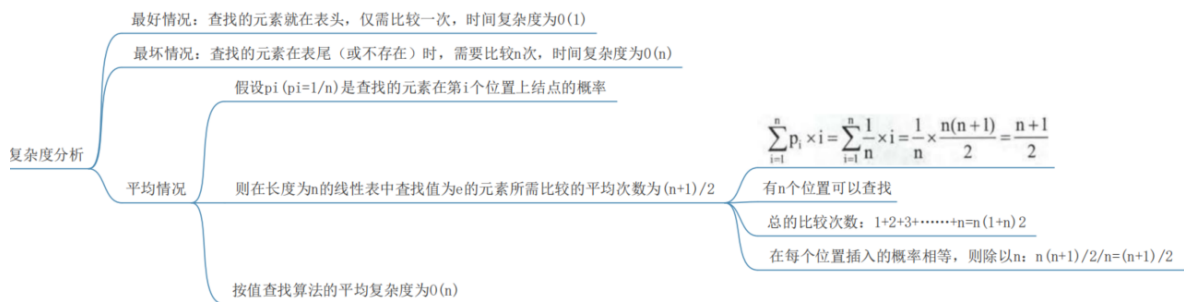 最好情况：查找的元素就在表头，仅需比较一次，时间复杂度为O(1)
最坏情况：查找的元素在表尾（或不存在）时，需要比较n次，时间复杂度为O(n)
假设pi(pi=1/n)是查找的元素在第i个位置上结点的概率
复杂度分析
平均情况
则在长度为n的线性表中查找值为e的元素所需比较的平均次数为(n+1)/2
\sum_{i=1}^{n} p_i × i = \sum_{i=1}^{n} \frac{1}{n} × i = \frac{1}{n} × \frac{n(n+1)}{2} = \frac{n+1}{2}
有n个位置可以查找
总的比较次数：1+2+3+……+n=n(1+n)2
在每个位置插入的概率相等，则除以n：n(n+1)/2/n=(n+1)/2
按值查找算法的平均复杂度为O(n)